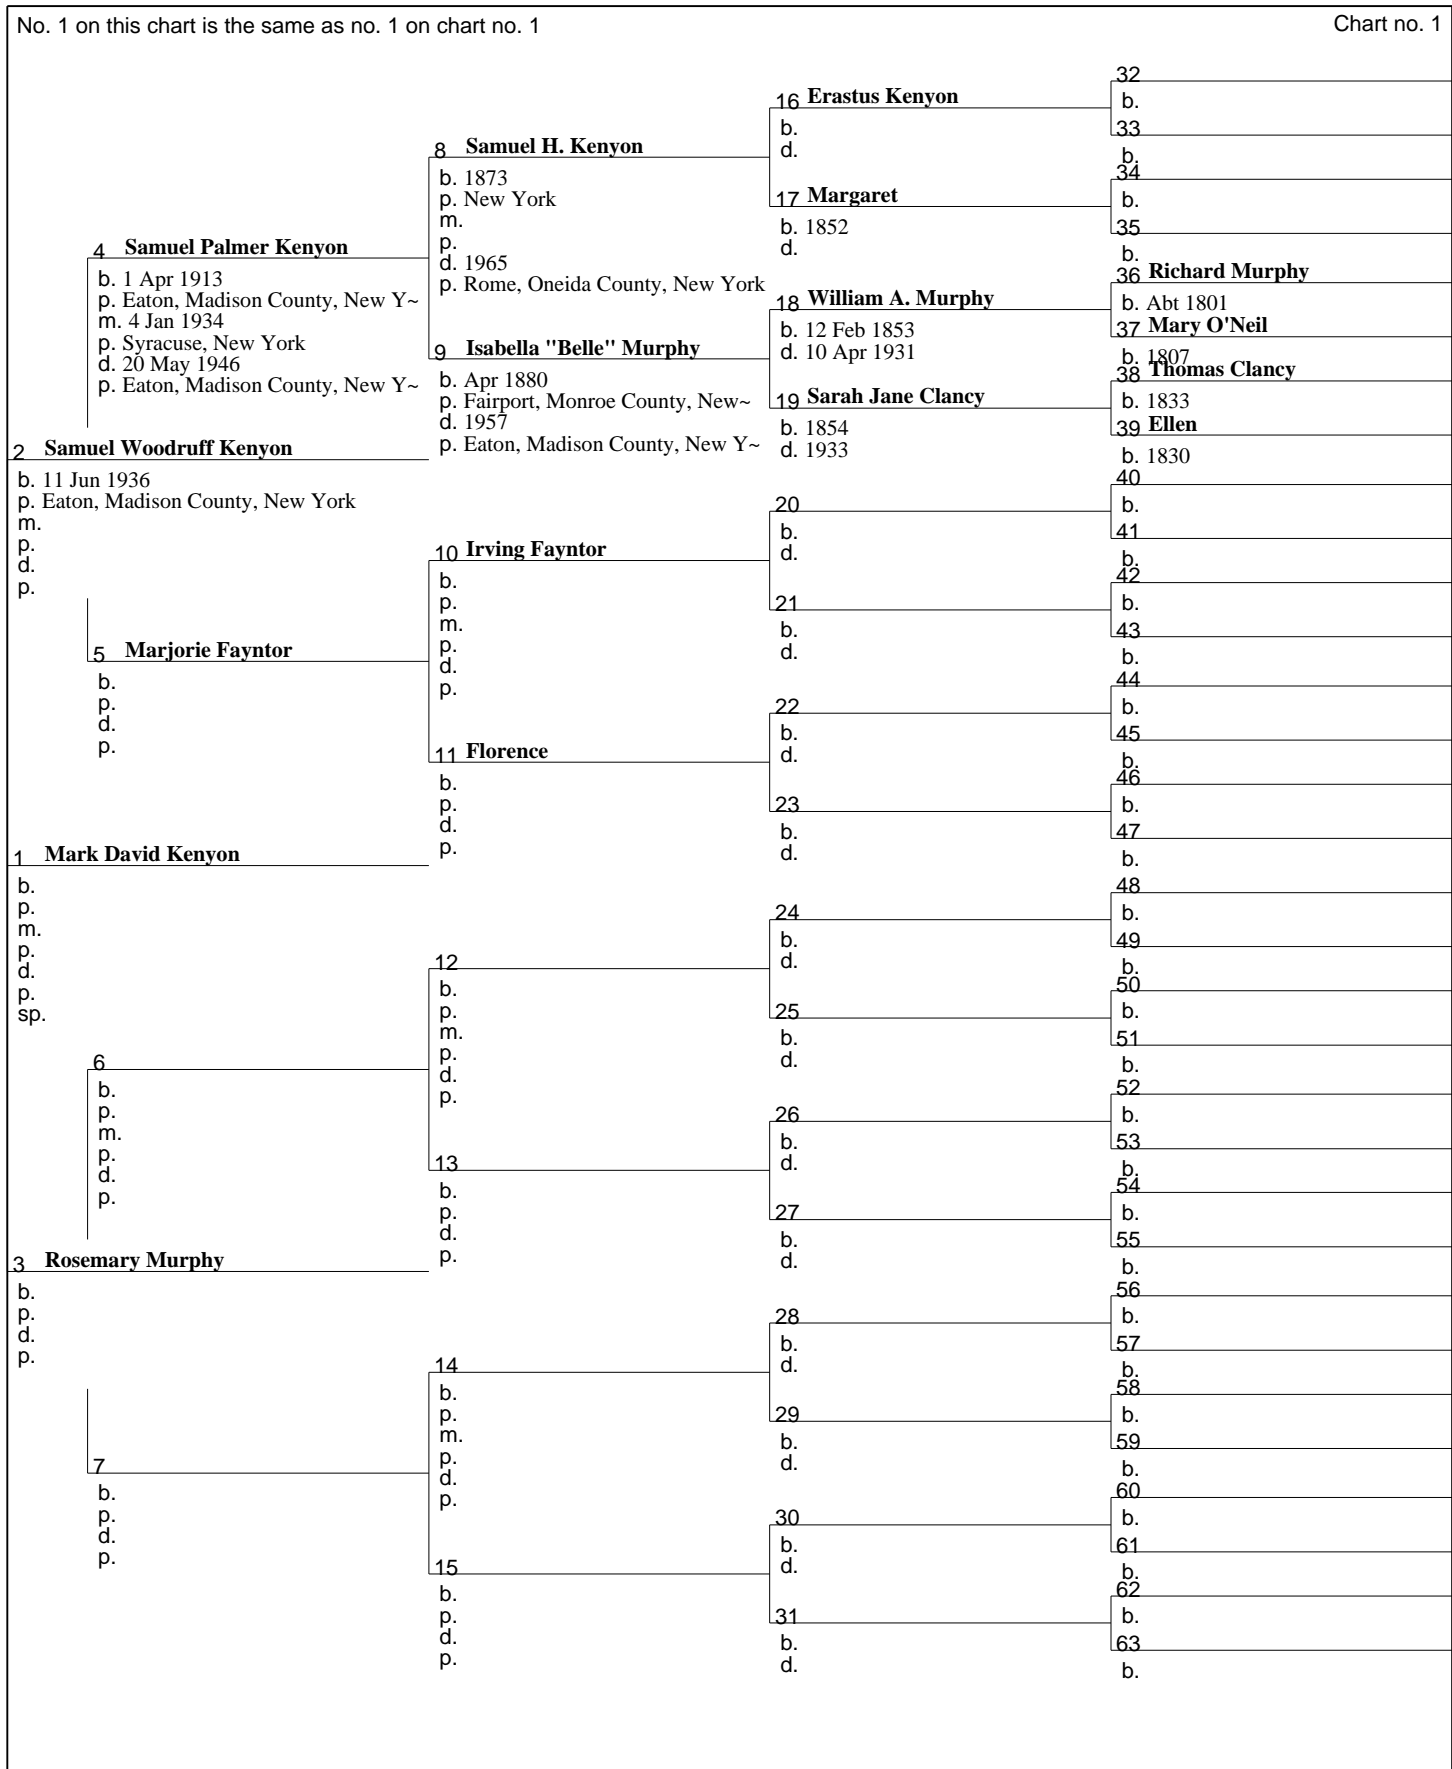 No. 1 on this chart is the same as no. 1 on chart no. 1
Chart no. 1
1 Mark David Kenyon
b.
p.
m.
p.
d.
p.
sp.
2 Samuel Woodruff Kenyon
b. 11 Jun 1936
p. Eaton, Madison County, New York
m.
p.
d.
p.
3 Rosemary Murphy
b.
p.
d.
p.
4 Samuel Palmer Kenyon
b. 1 Apr 1913
p. Eaton, Madison County, New Y~
m. 4 Jan 1934
p. Syracuse, New York
d. 20 May 1946
p. Eaton, Madison County, New Y~
5 Marjorie Fayntor
b.
p.
d.
p.
6
b.
p.
m.
p.
d.
p.
7
b.
p.
d.
p.
8 Samuel H. Kenyon
b. 1873
p. New York
m.
p.
d. 1965
p. Rome, Oneida County, New York
9 Isabella "Belle" Murphy
b. Apr 1880
p. Fairport, Monroe County, New~
d. 1957
p. Eaton, Madison County, New Y~
10 Irving Fayntor
b.
p.
m.
p.
d.
p.
11 Florence
b.
p.
d.
p.
12
b.
p.
m.
p.
d.
p.
13
b.
p.
d.
p.
14
b.
p.
m.
p.
d.
p.
15
b.
p.
d.
p.
16 Erastus Kenyon
b.
d.
17 Margaret
b. 1852
d.
18 William A. Murphy
b. 12 Feb 1853
d. 10 Apr 1931
19 Sarah Jane Clancy
b. 1854
d. 1933
20
b.
d.
21
b.
d.
22
b.
d.
23
b.
d.
24
b.
d.
25
b.
d.
26
b.
d.
27
b.
d.
28
b.
d.
29
b.
d.
30
b.
d.
31
b.
d.
32
b.
33
b.
34
b.
35
b.
36 Richard Murphy
b. Abt 1801
37 Mary O'Neil
b. 1807
38 Thomas Clancy
b. 1833
39 Ellen
b. 1830
40
b.
41
b.
42
b.
43
b.
44
b.
45
b.
46
b.
47
b.
48
b.
49
b.
50
b.
51
b.
52
b.
53
b.
54
b.
55
b.
56
b.
57
b.
58
b.
59
b.
60
b.
61
b.
62
b.
63
b.